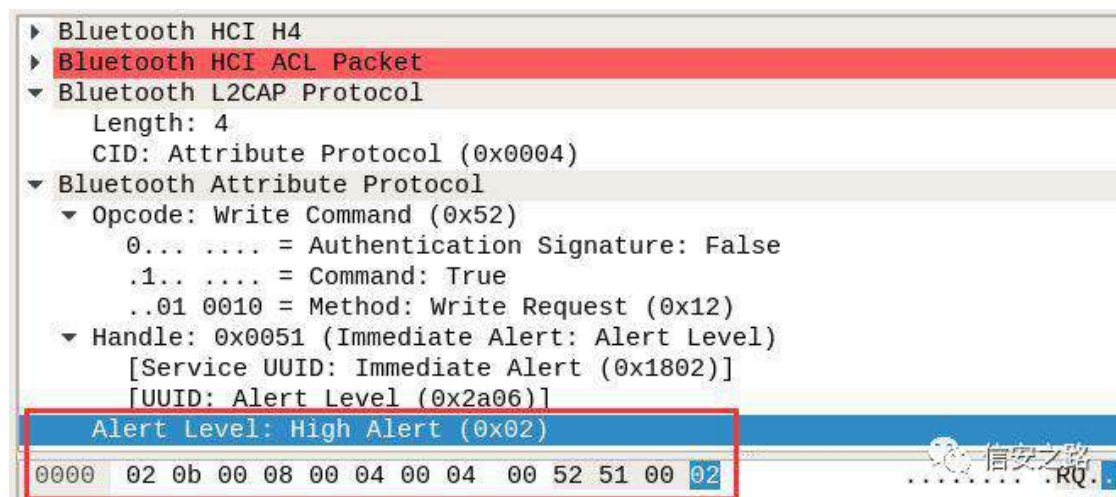 Bluetooth HCI H4
Bluetooth HCI ACL Packet
Bluetooth L2CAP Protocol
Length: 4
CID: Attribute Protocol (0x0004)
Bluetooth Attribute Protocol
Opcode: Write Command (0x52)
0... .... = Authentication Signature: False
.1.. .... = Command: True
..01 0010 = Method: Write Request (0x12)
Handle: 0x0051 (Immediate Alert: Alert Level)
[Service UUID: Immediate Alert (0x1802)]
[UUID: Alert Level (0x2a06)]
Alert Level: High Alert (0x02)
信安之路
0000 02 0b 00 08 00 04 00 04 00 52 51 00 02 ........ .RQ..